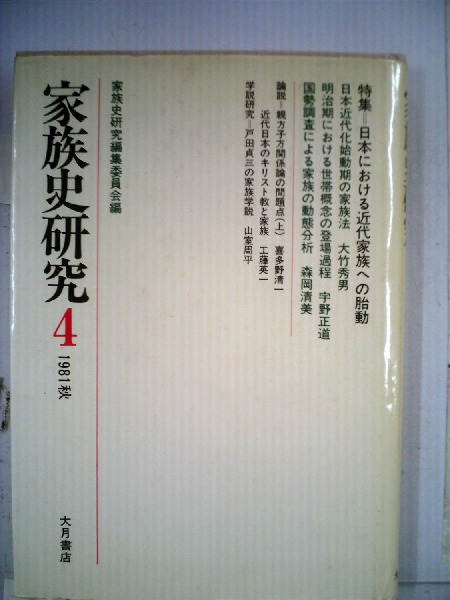 特集=日本における近代家族への胎動
日本近代化始動期の家族法 大竹秀男
明治期における世帯概念の登場過程 宇野正道
国勢調査による家族の動態分析 森岡清美
論説=親方子方関係論の問題点(上) 喜多野清一
近代日本のキリスト教と家族 工藤英一
学説研究=戸田貞三の家族学説 山室周平
家族史研究編集委員会編
家族史研究4
1981秋
大月書店